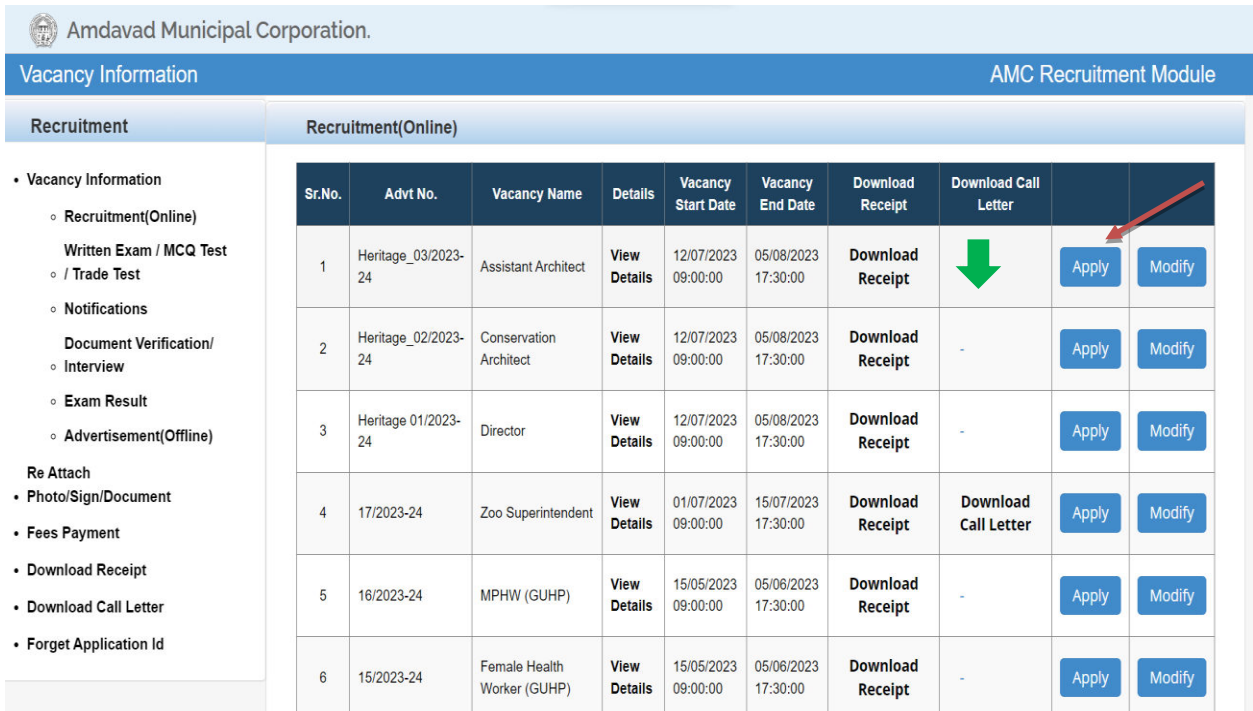 Amdavad Municipal Corporation.
Vacancy Information
AMC Recruitment Module
Recruitment
• Vacancy Information
◦ Recruitment(Online)
Written Exam / MCQ Test
◦ / Trade Test
◦ Notifications
Document Verification/
◦ Interview
◦ Exam Result
◦ Advertisement(Offline)
Re Attach
• Photo/Sign/Document
• Fees Payment
• Download Receipt
• Download Call Letter
• Forget Application Id
Recruitment(Online)
Sr.No. Advt No. Vacancy Name Details Vacancy Start Date Vacancy End Date Download Receipt Download Call Letter
1 Heritage_03/2023-24 Assistant Architect View Details 12/07/2023 09:00:00 05/08/2023 17:30:00 Download Receipt Apply Modify
2 Heritage_02/2023-24 Conservation Architect View Details 12/07/2023 09:00:00 05/08/2023 17:30:00 Download Receipt - Apply Modify
3 Heritage 01/2023-24 Director View Details 12/07/2023 09:00:00 05/08/2023 17:30:00 Download Receipt - Apply Modify
4 17/2023-24 Zoo Superintendent View Details 01/07/2023 09:00:00 15/07/2023 17:30:00 Download Receipt Download Call Letter Apply Modify
5 16/2023-24 MPHW (GUHP) View Details 15/05/2023 09:00:00 05/06/2023 17:30:00 Download Receipt - Apply Modify
6 15/2023-24 Female Health Worker (GUHP) View Details 15/05/2023 09:00:00 05/06/2023 17:30:00 Download Receipt - Apply Modify